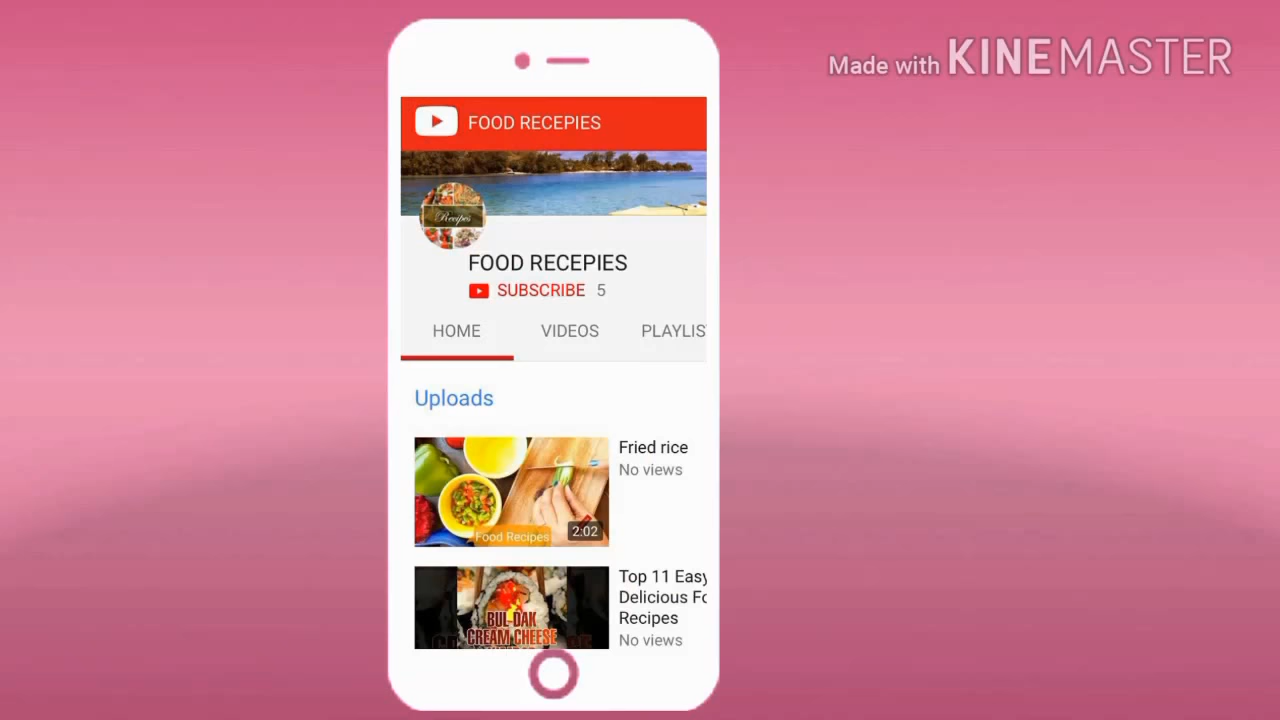 Made with KINEMASTER
FOOD RECEPIES
Recipes
FOOD RECEPIES
SUBSCRIBE 5
HOME VIDEOS PLAYLIS
Uploads
Fried rice
No views
Food Recipes
2:02
Top 11 Easy
Delicious Fo
Recipes
No views
BUL-DAK
CREAM CHEESE